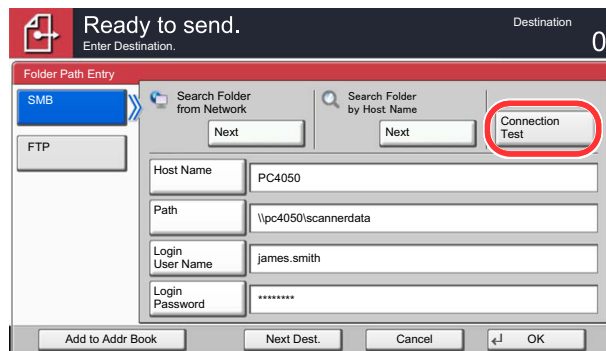 Ready to send.
Destination
Enter Destination.
0
Folder Path Entry
SMB
FTP
Search Folder
from Network
Next
Search Folder
by Host Name
Next
Connection
Test
Host Name
PC4050
Path
\\pc4050\scannerdata
Login
User Name
james.smith
Login
Password
********
Add to Addr Book
Next Dest.
Cancel
OK